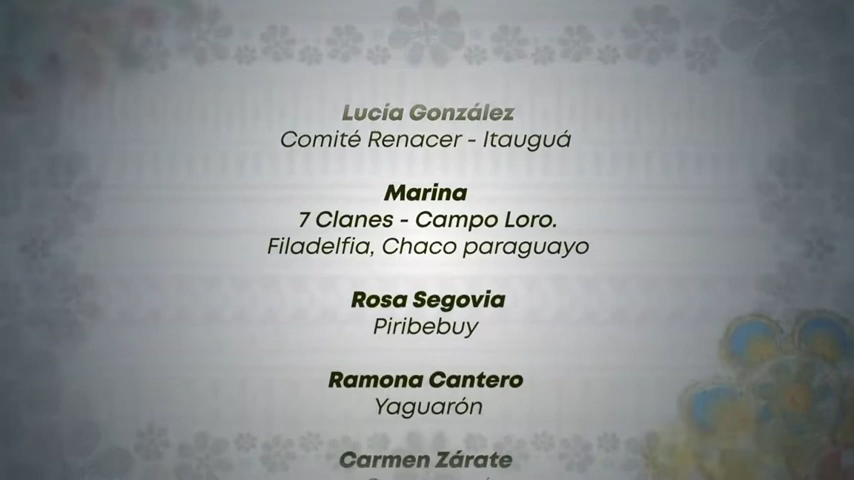 Lucía González
Comité Renacer - Itauguá
Marina
7 Clanes - Campo Loro.
Filadelfia, Chaco paraguayo
Rosa Segovia
Piribebuy
Ramona Cantero
Yaguarón
Carmen Zárate